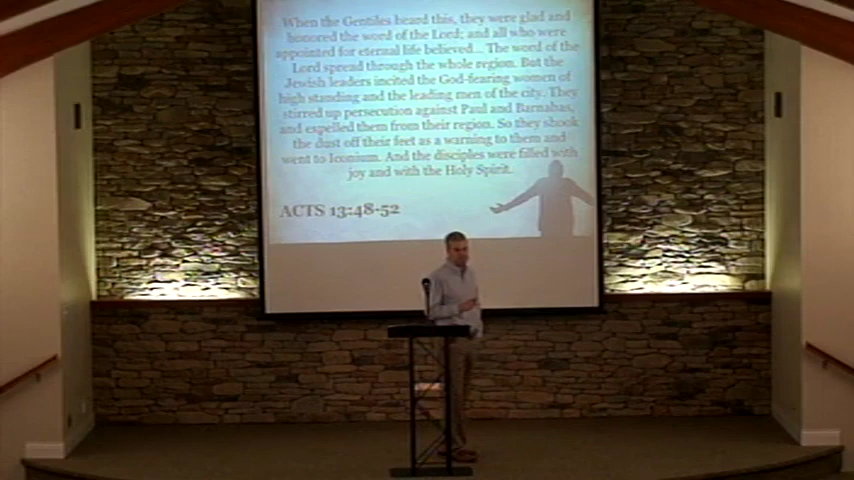 When the Gentiles heard this, they were glad and
honored the word of the Lord; and all who were
appointed for eternal life believed... The word of the
Lord spread through the whole region. But the
Jewish leaders incited the God-fearing women of
high standing and the leading men of the city. They
stirred up persecution against Paul and Barnabas,
and expelled them from their region. So they shook
the dust off their feet as a warning to them and
went to Iconium. And the disciples were filled with
joy and with the Holy Spirit.
ACTS 13:48-52